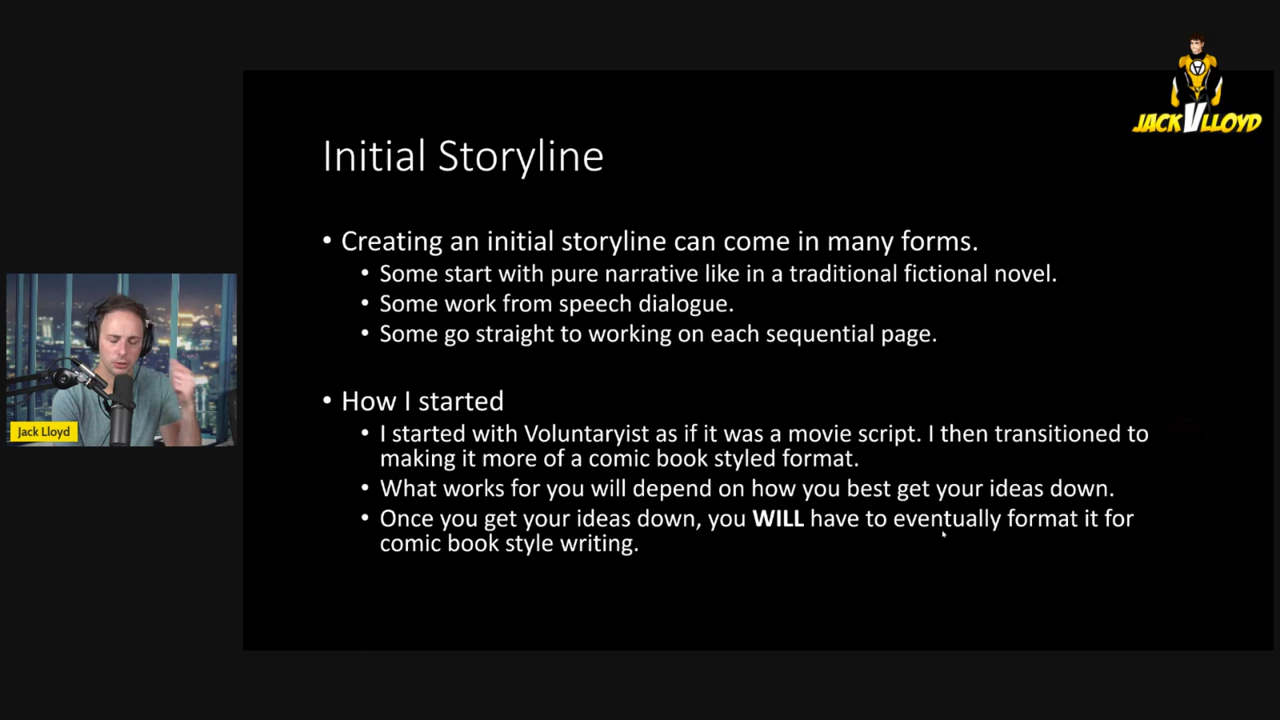 JACK V LLOYD
Initial Storyline
• Creating an initial storyline can come in many forms.
• Some start with pure narrative like in a traditional fictional novel.
• Some work from speech dialogue.
• Some go straight to working on each sequential page.
• How I started
• I started with Voluntaryist as if it was a movie script. I then transitioned to
making it more of a comic book styled format.
• What works for you will depend on how you best get your ideas down.
• Once you get your ideas down, you WILL have to eventually format it for
comic book style writing.
Jack Lloyd